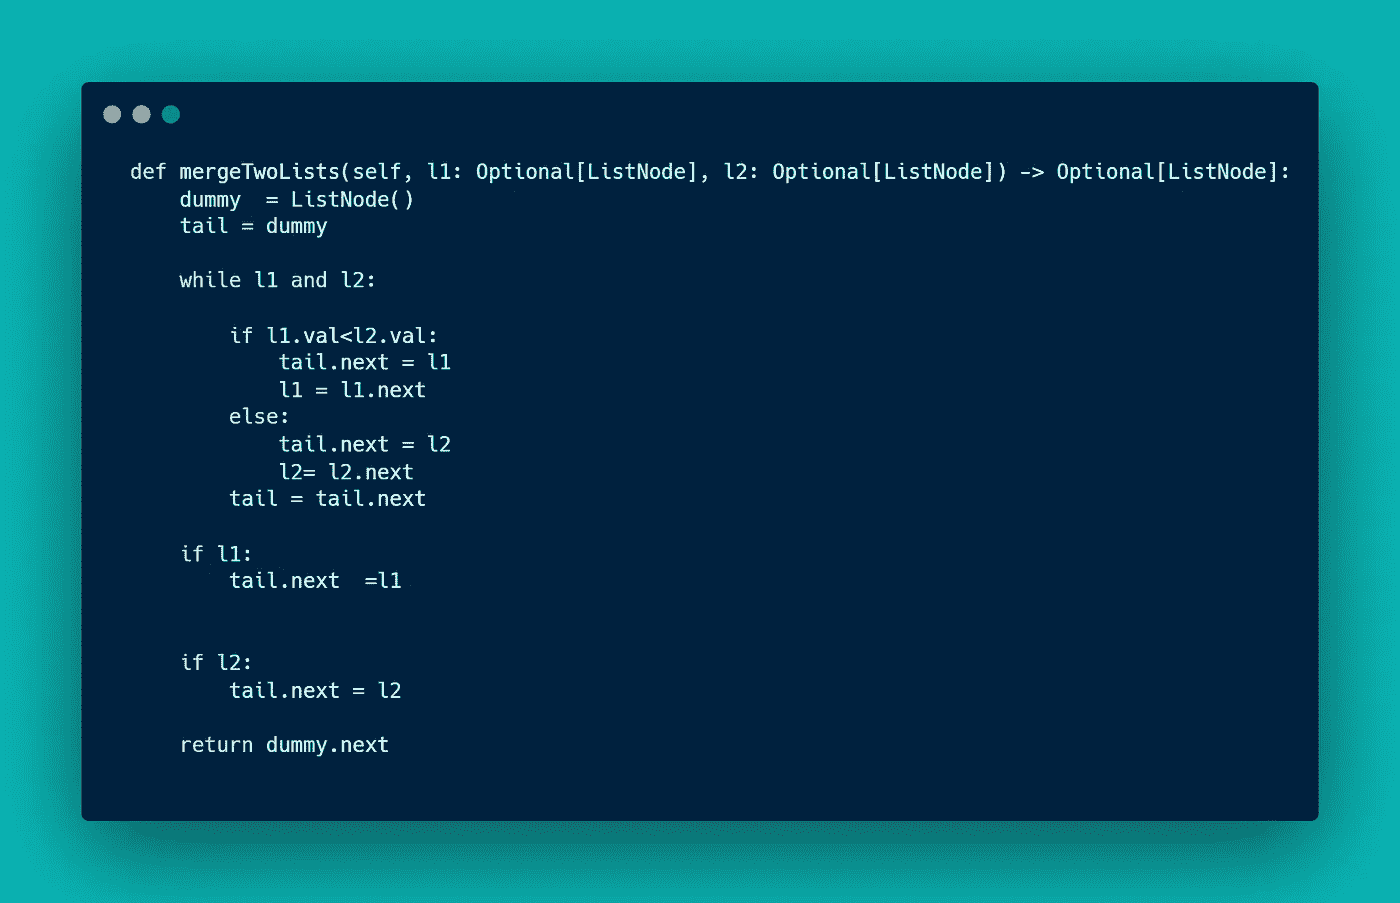 def mergeTwoLists(self, l1: Optional[ListNode], l2: Optional[ListNode]) -> Optional[ListNode]:
    dummy  = ListNode()
    tail = dummy

    while l1 and l2:

        if l1.val<l2.val:
            tail.next = l1
            l1 = l1.next
        else:
            tail.next = l2
            l2= l2.next
        tail = tail.next

    if l1:
        tail.next  =l1


    if l2:
        tail.next = l2

    return dummy.next